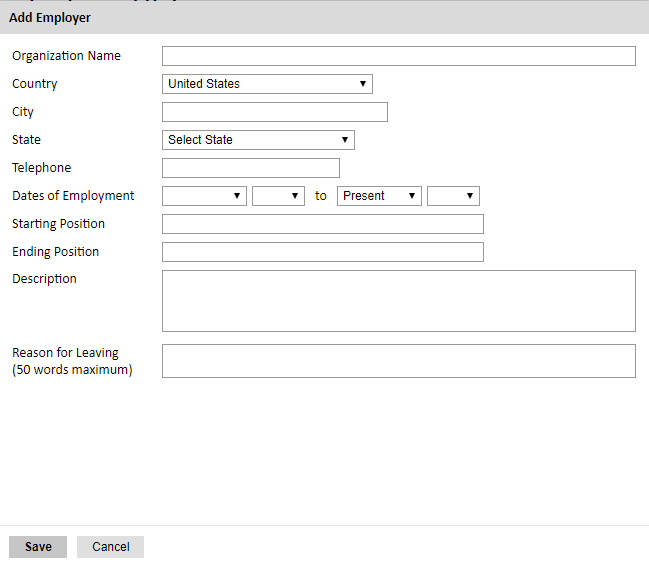 Add Employer
Organization Name
Country United States
City
State Select State
Telephone
Dates of Employment to Present
Starting Position
Ending Position
Description
Reason for Leaving
(50 words maximum)
Save Cancel